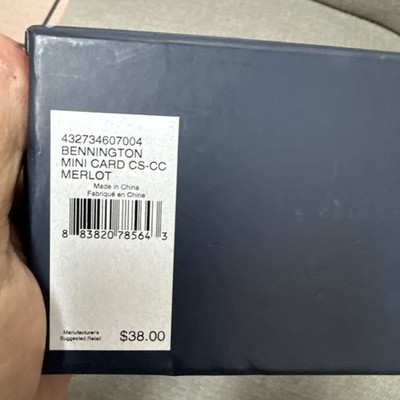 432734607004
BENNINGTON
MINI CARD CS-CC
MERLOT
Made in China
Fabriqué en Chine
8 83820 78564 3
Manufacturer's
Suggested Retail
$38.00